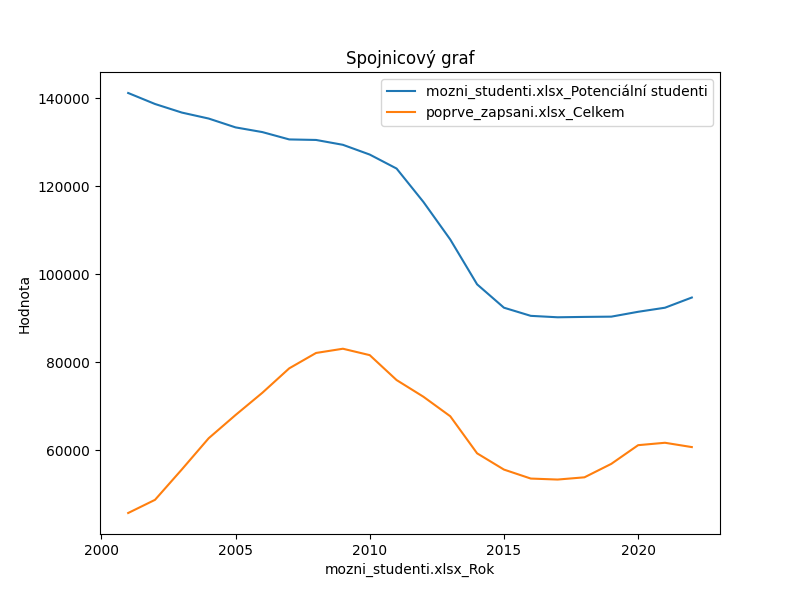 Spojnicový graf
mozni_studenti.xlsx_Potenciální studenti
poprve_zapsani.xlsx_Celkem
140000
120000
100000
80000
60000
Hodnota
2000 2005 2010 2015 2020
mozni_studenti.xlsx_Rok